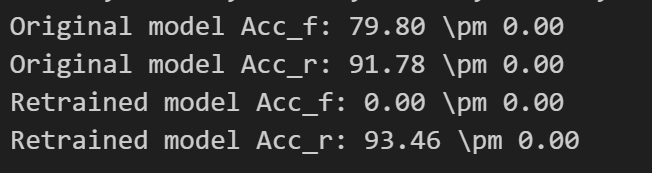 Original model Acc_f: 79.80 \pm 0.00
Original model Acc_r: 91.78 \pm 0.00
Retrained model Acc_f: 0.00 \pm 0.00
Retrained model Acc_r: 93.46 \pm 0.00